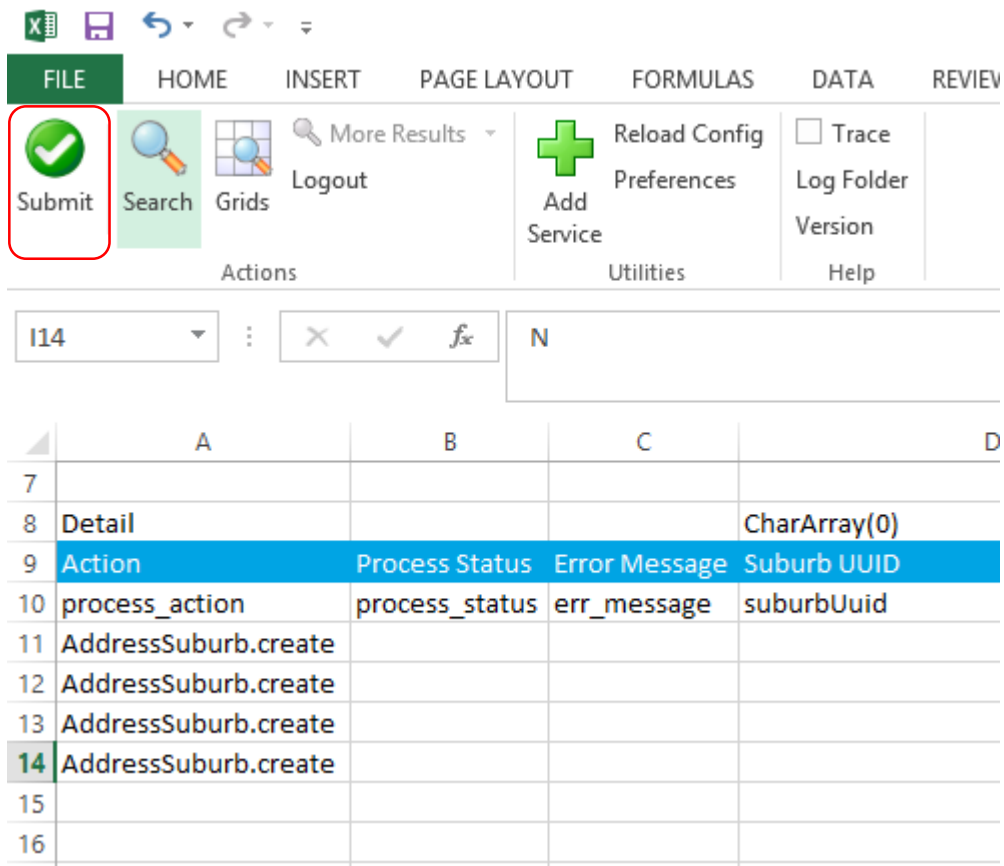 FILE HOME INSERT PAGE LAYOUT FORMULAS DATA REVIEW
More Results Reload Config Trace
Logout Preferences Log Folder
Submit Search Grids Add Service Version
Actions Utilities Help
I14 fx N
A B C D
7
8 Detail CharArray(0)
9 Action Process Status Error Message Suburb UUID
10 process_action process_status err_message suburbUuid
11 AddressSuburb.create
12 AddressSuburb.create
13 AddressSuburb.create
14 AddressSuburb.create
15
16